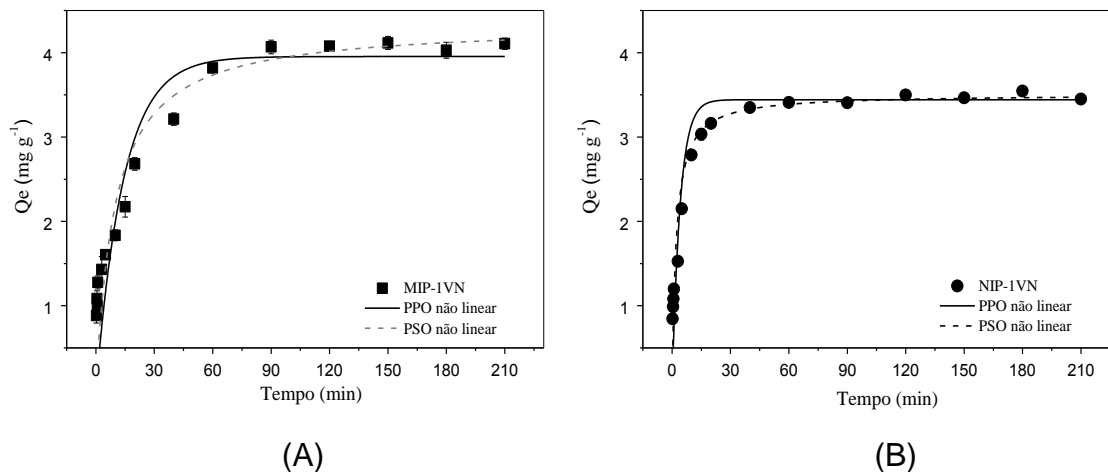 4
3
2
1
Qe (mg g⁻¹)
MIP-1VN
PPO não linear
PSO não linear
0 30 60 90 120 150 180 210
Tempo (min)
(A)
4
3
2
1
Qe (mg g⁻¹)
NIP-1VN
PPO não linear
PSO não linear
0 30 60 90 120 150 180 210
Tempo (min)
(B)